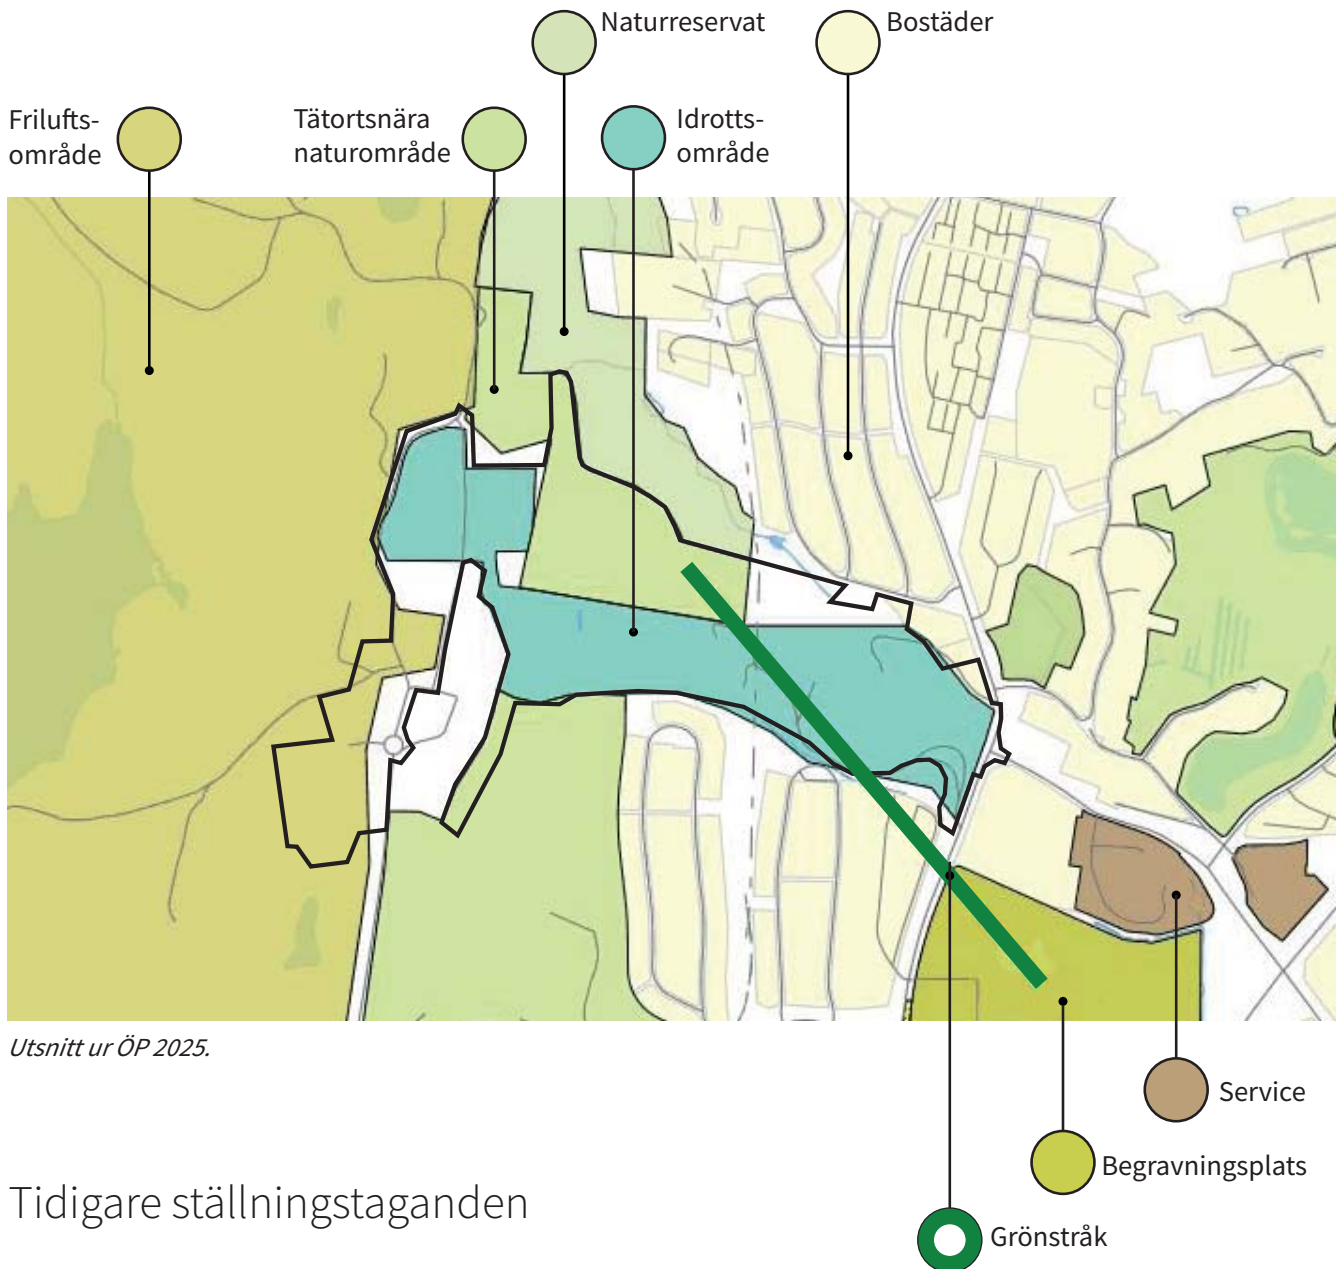 Naturreservat
Bostäder
Frilufts-
område
Tätortsnära
naturområde
Idrotts-
område
Utsnitt ur ÖP 2025.
Service
Begravningsplats
Tidigare ställningstaganden
Grönstråk